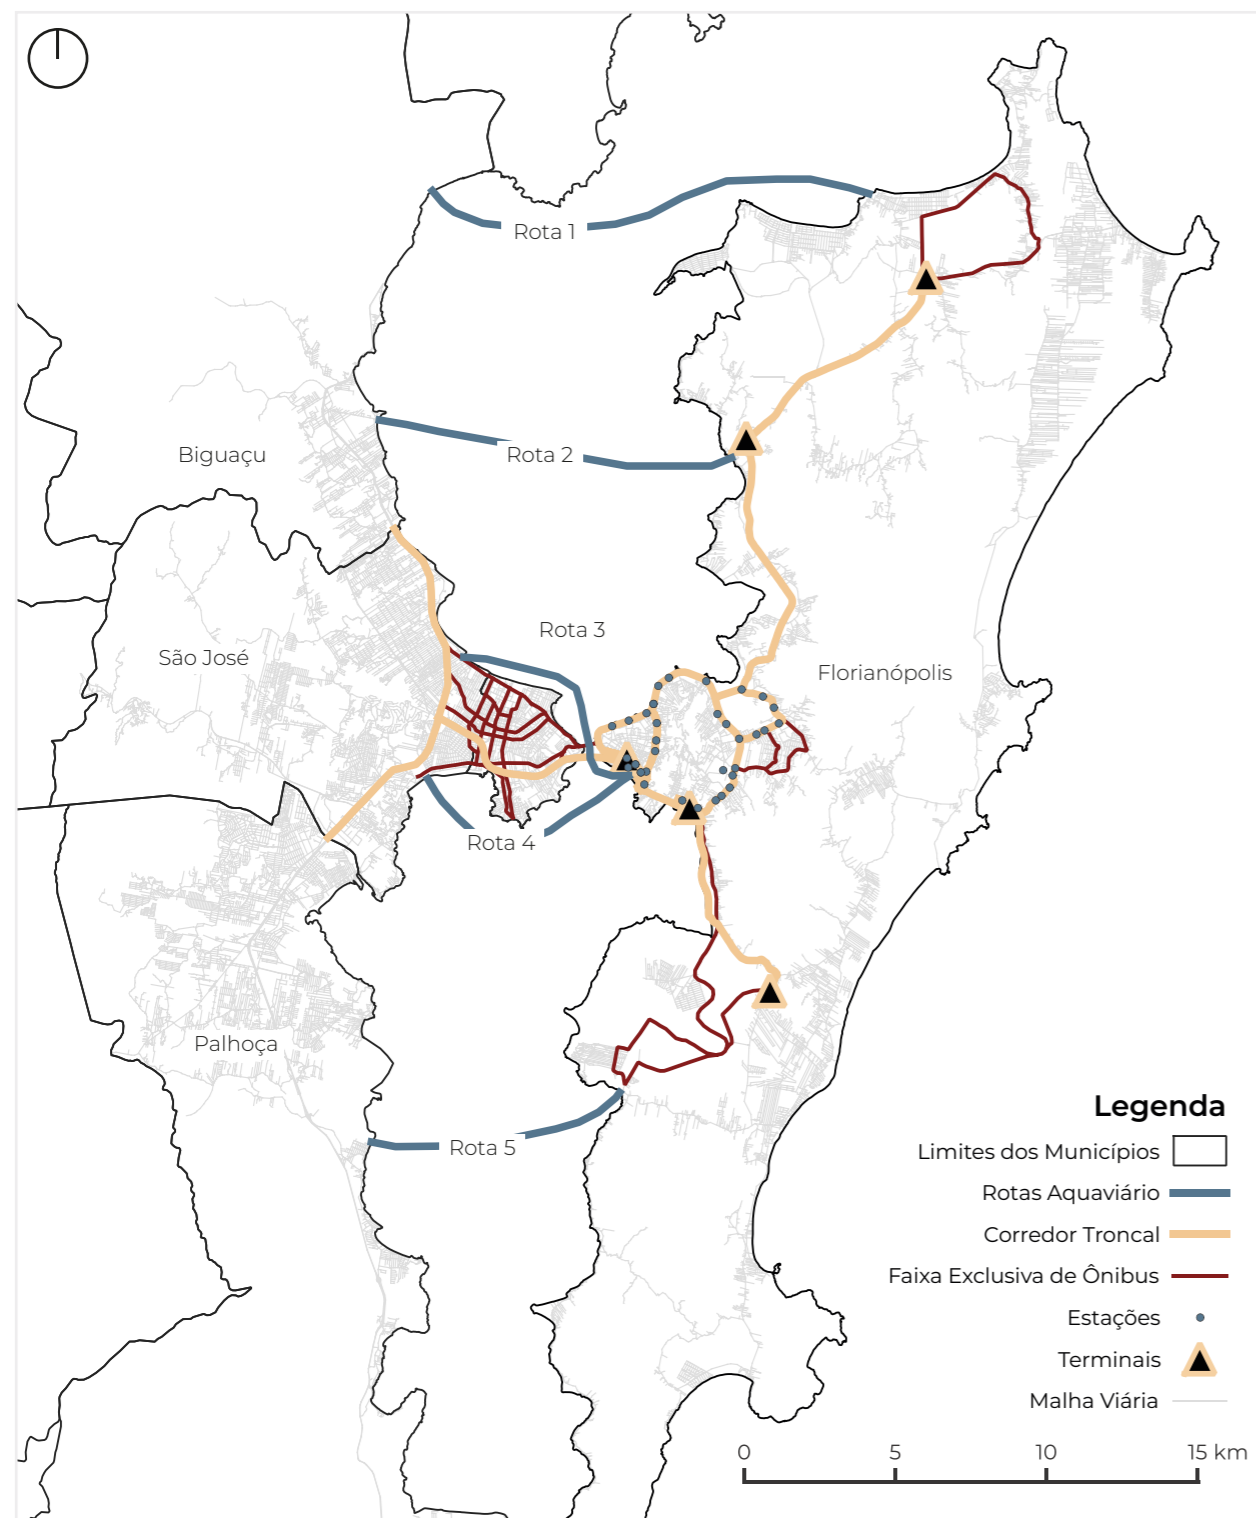 Rota 1
Rota 2
Biguaçu
Rota 3
São José
Florianópolis
Rota 4
Palhoça
Rota 5
Legenda
Limites dos Municípios
Rotas Aquaviário
Corredor Troncal
Faixa Exclusiva de Ônibus
Estações
Terminais
Malha Viária
0 5 10 15 km